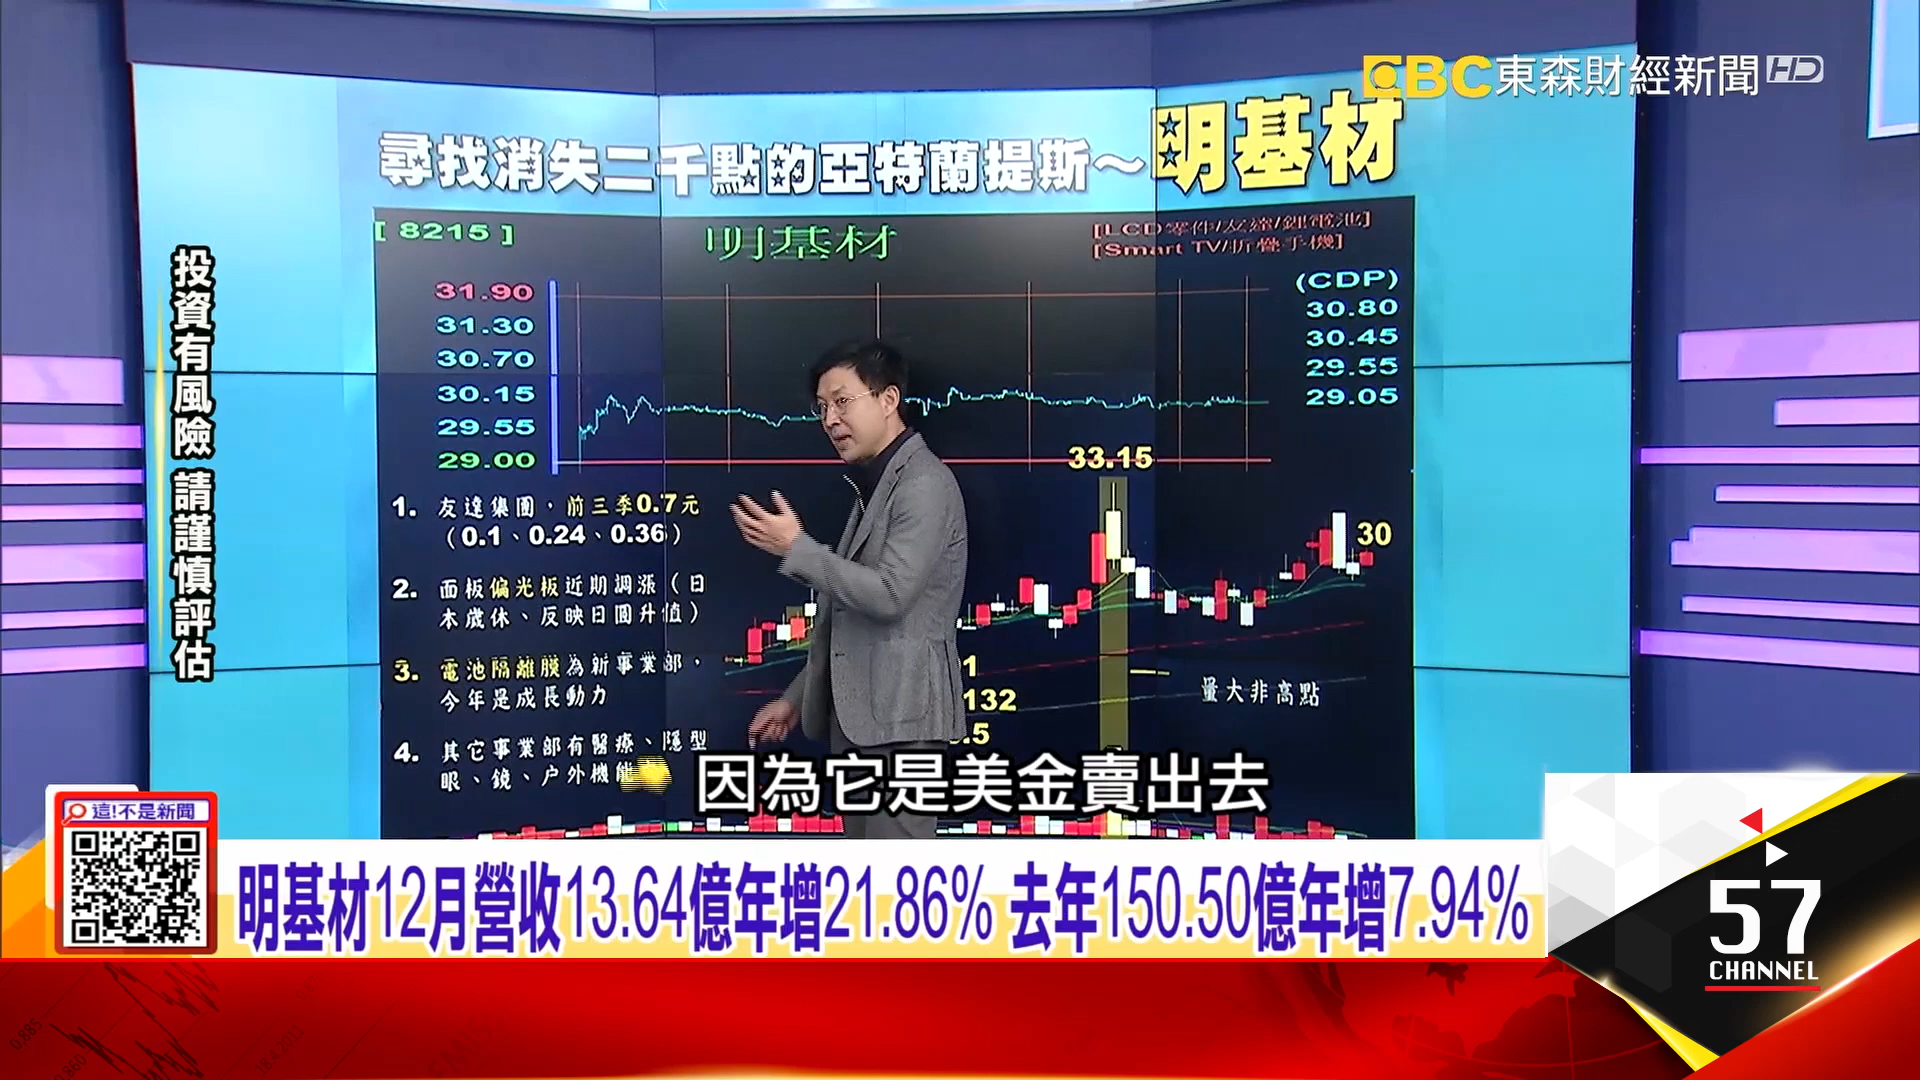 EBC東森財經新聞HD
尋找消失二千點的亞特蘭提斯～明基材
投資有風險 請謹慎評估
[ 8215 ]
明基材
[LCD零件/友達/鋰電池]
[Smart TV/折疊手機]
31.90
31.30
30.70
30.15
29.55
29.00
(CDP)
30.80
30.45
29.55
29.05
33.15
30
1. 友達集團，前三季0.7元
（0.1、0.24、0.36）
2. 面板偏光板近期調漲（日
本歲休、反映日圓升值）
3. 電池隔離膜為新事業部，
今年是成長動力
4. 其它事業部有醫療、隱型
眼、鏡、戶外機能
1
132
.5
量大非高點
因為它是美金賣出去
這!不是新聞
明基材12月營收13.64億年增21.86% 去年150.50億年增7.94%
57
CHANNEL